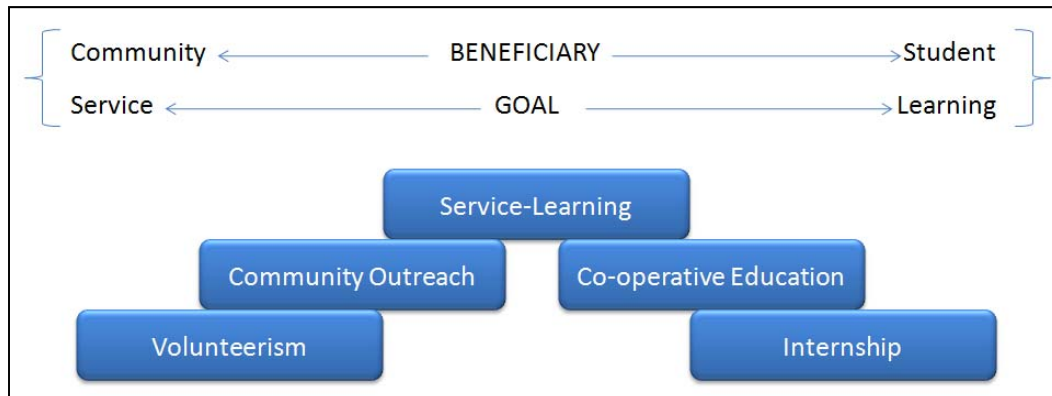 Community BENEFICIARY Student
Service GOAL Learning
Service-Learning
Community Outreach Co-operative Education
Volunteerism Internship